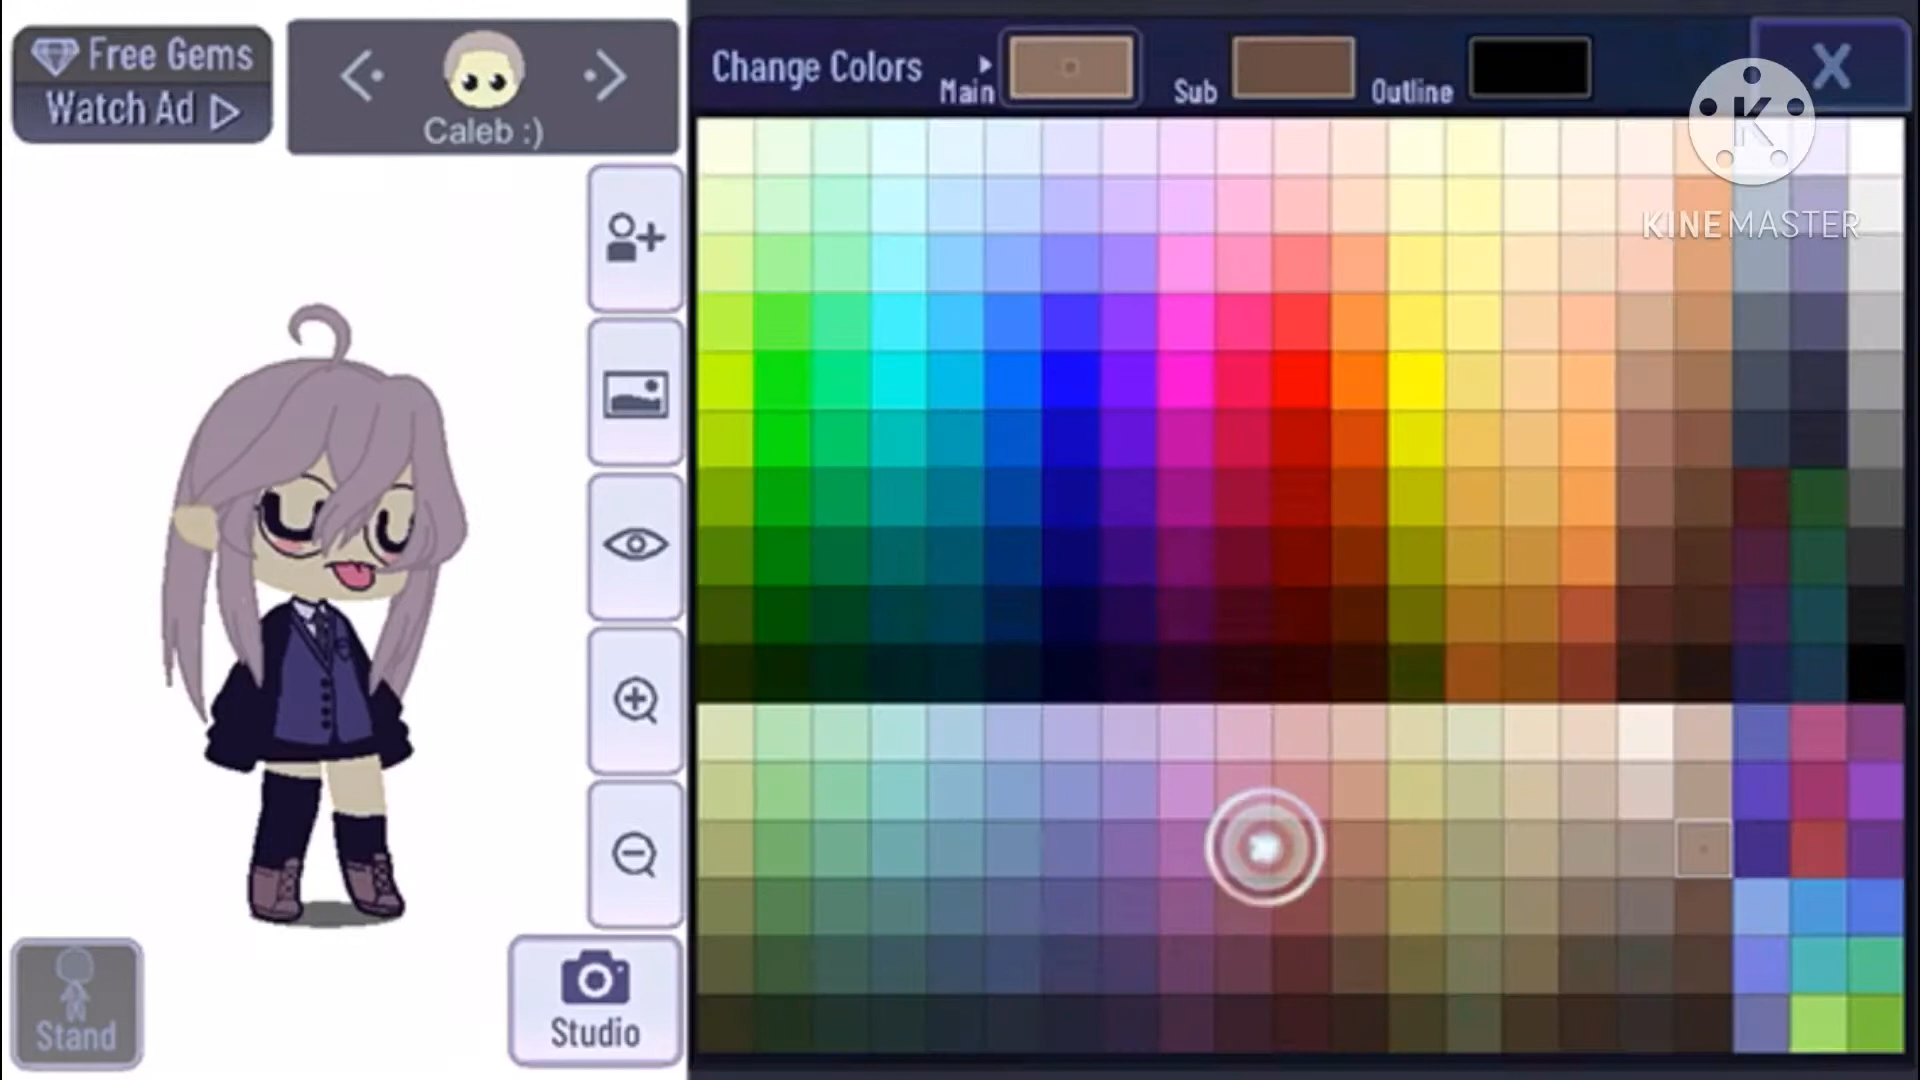 Free Gems
Watch Ad
Caleb :)
Change Colors
Main
Sub
Outline
X
K
KINEMASTER
Stand
Studio